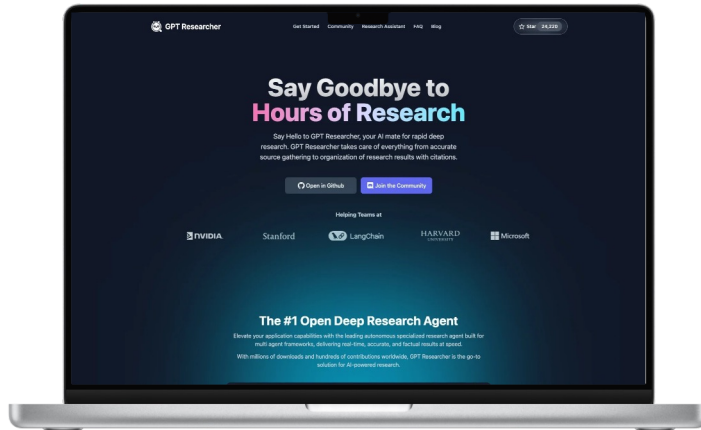 GPT Researcher
Get Started Community Research Assistant FAQ Blog
Star 24,220
Say Goodbye to
Hours of Research
Say Hello to GPT Researcher, your AI mate for rapid deep
research. GPT Researcher takes care of everything from accurate
source gathering to organization of research results with citations.
Open in Github Join the Community
Helping Teams at
NVIDIA. Stanford LangChain HARVARD Microsoft
UNIVERSITY
The #1 Open Deep Research Agent
Elevate your application capabilities with the leading autonomous specialized research agent built for
multi agent frameworks, delivering real-time, accurate, and factual results at speed.
With millions of downloads and hundreds of contributions worldwide, GPT Researcher is the go-to
solution for AI-powered research.